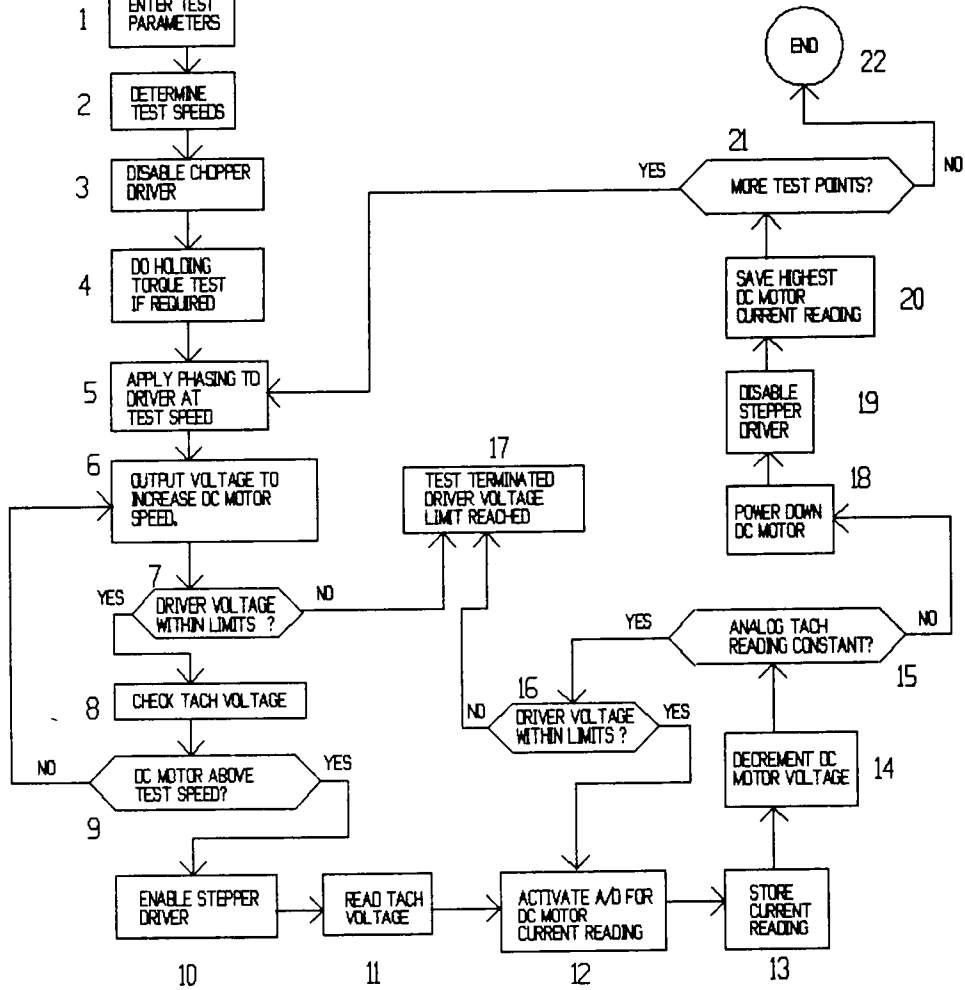 1
ENTER TEST
PARAMETERS
2
DETERMINE
TEST SPEEDS
3
DISABLE CHOPPER
DRIVER
4
DO HOLDING
TORQUE TEST
IF REQUIRED
5
APPLY PHASING TO
DRIVER AT
TEST SPEED
6
OUTPUT VOLTAGE TO
INCREASE DC MOTOR
SPEED.
7
YES
DRIVER VOLTAGE
WITHIN LIMITS ?
NO
8
CHECK TACH VOLTAGE
NO
DC MOTOR ABOVE
TEST SPEED?
YES
9
ENABLE STEPPER
DRIVER
10
READ TACH
VOLTAGE
11
ACTIVATE A/D FOR
DC MOTOR
CURRENT READING
12
STORE
CURRENT
READING
13
DECREMENT DC
MOTOR VOLTAGE
14
YES
ANALOG TACH
READING CONSTANT?
NO
15
16
NO
DRIVER VOLTAGE
WITHIN LIMITS ?
YES
17
TEST TERMINATED
DRIVER VOLTAGE
LIMIT REACHED
18
POWER DOWN
DC MOTOR
19
DISABLE
STEPPER
DRIVER
20
SAVE HIGHEST
DC MOTOR
CURRENT READING
21
YES
MORE TEST POINTS?
NO
END
22